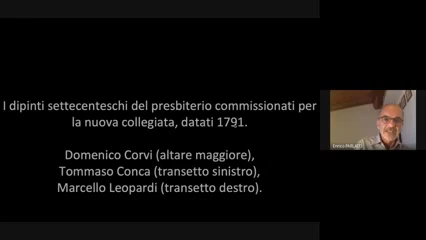 I dipinti settecenteschi del presbiterio commissionati per
la nuova collegiata, datati 1791.
Domenico Corvi (altare maggiore),
Tommaso Conca (transetto sinistro),
Marcello Leopardi (transetto destro).